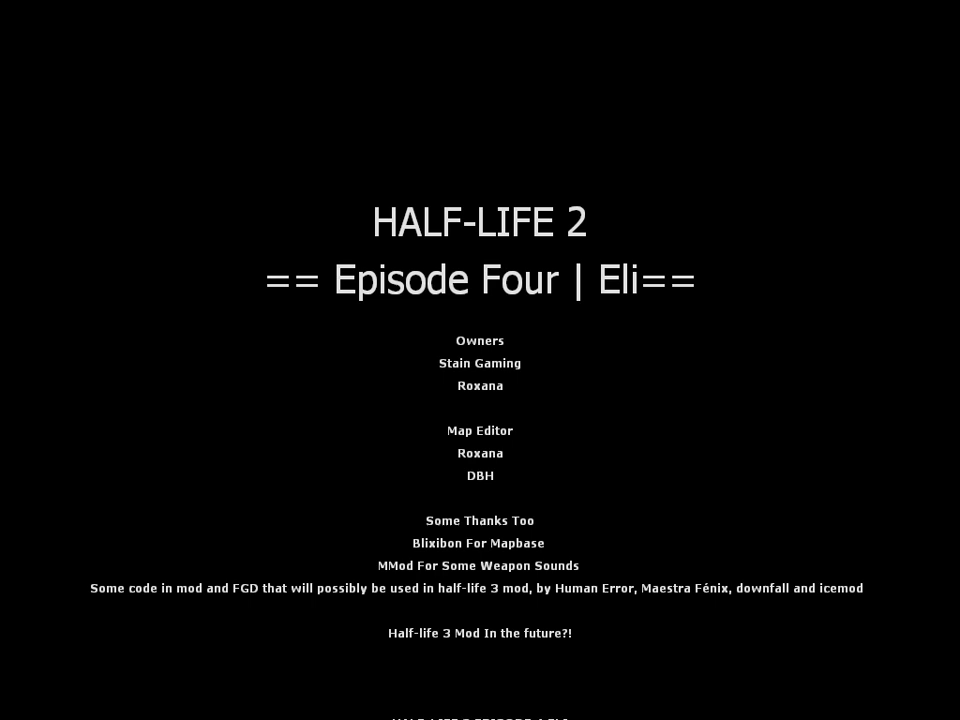 HALF-LIFE 2
== Episode Four | Eli==
Owners
Stain Gaming
Roxana
Map Editor
Roxana
DBH
Some Thanks Too
Blixibon For Mapbase
MMod For Some Weapon Sounds
Some code in mod and FGD that will possibly be used in half-life 3 mod, by Human Error, Maestra Fénix, downfall and icemod
Half-life 3 Mod In the future?!